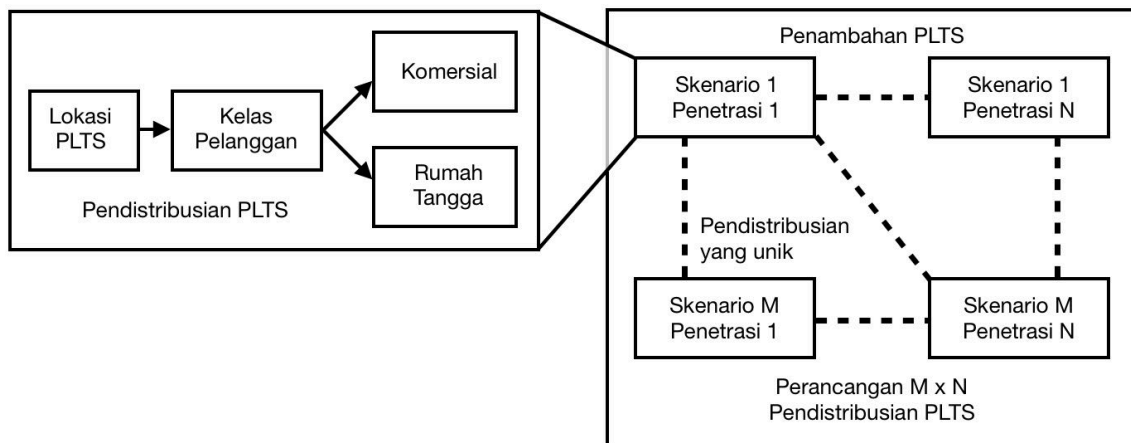 Lokasi
PLTS
Kelas
Pelanggan
Komersial
Rumah
Tangga
Pendistribusian PLTS
Penambahan PLTS
Skenario 1
Penetrasi 1
Skenario 1
Penetrasi N
Pendistribusian
yang unik
Skenario M
Penetrasi 1
Skenario M
Penetrasi N
Perancangan M x N
Pendistribusian PLTS